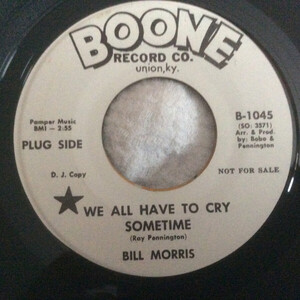 BOONE
RECORD CO.
union, ky.
Pamper Music
BMI - 2:55
PLUG SIDE
D. J. Copy
B-1045
(SO: 3571)
Arr. & Prod.
by: Bobo &
Pennington
NOT FOR SALE
WE ALL HAVE TO CRY
SOMETIME
(Ray Pennington)
BILL MORRIS